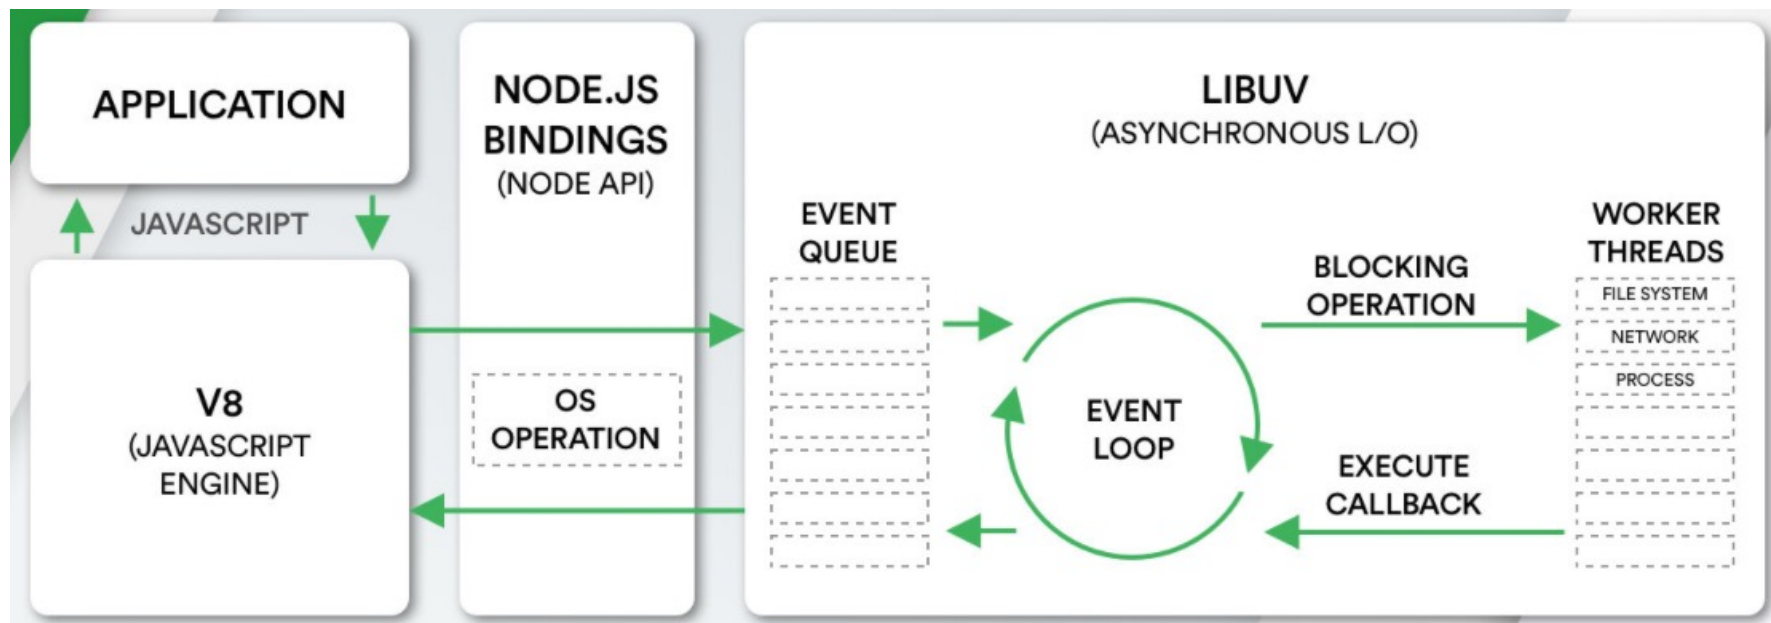 APPLICATION
JAVASCRIPT
V8
(JAVASCRIPT
ENGINE)
NODE.JS
BINDINGS
(NODE API)
OS
OPERATION
LIBUV
(ASYNCHRONOUS L/O)
EVENT
QUEUE
EVENT
LOOP
BLOCKING
OPERATION
EXECUTE
CALLBACK
WORKER
THREADS
FILE SYSTEM
NETWORK
PROCESS